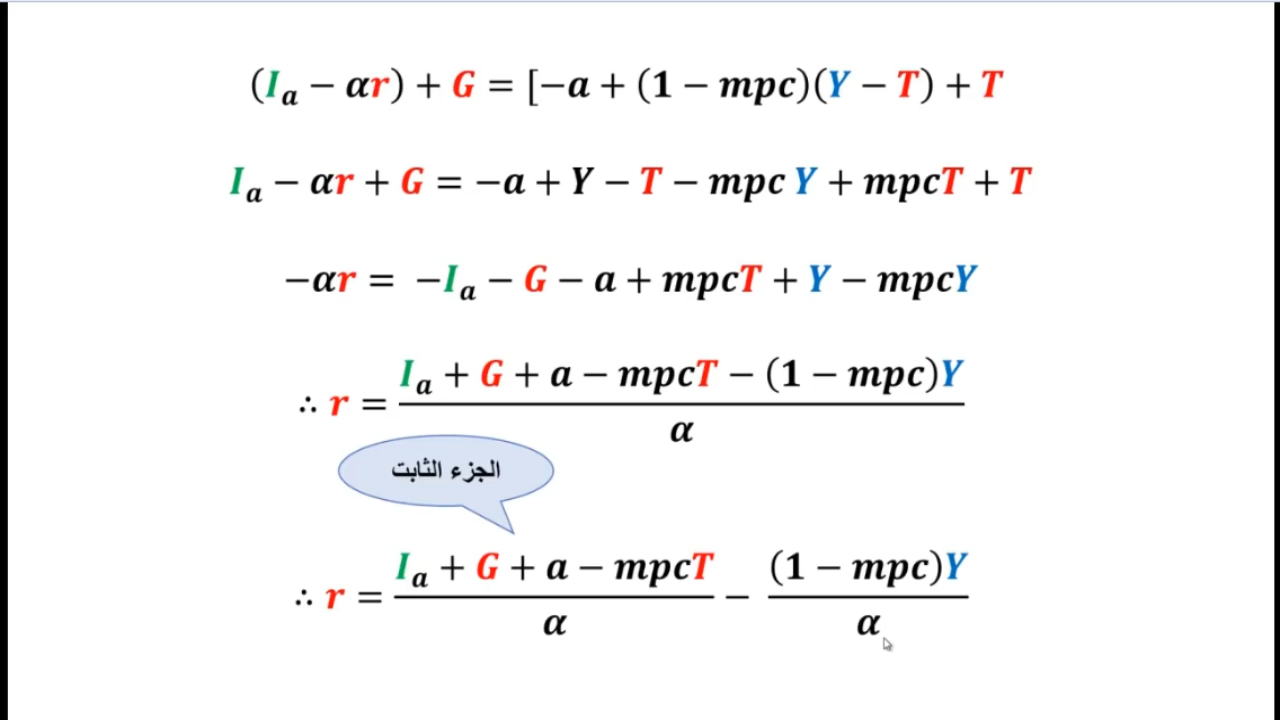 (Iₐ − αr) + G = [−a + (1 − mpc)(Y − T) + T
Iₐ − αr + G = −a + Y − T − mpc Y + mpcT + T
−αr = −Iₐ − G − a + mpcT + Y − mpcY
∴ r = (Iₐ + G + a − mpcT − (1 − mpc)Y) / α
الجزء الثابت
∴ r = (Iₐ + G + a − mpcT) / α − ((1 − mpc)Y) / α